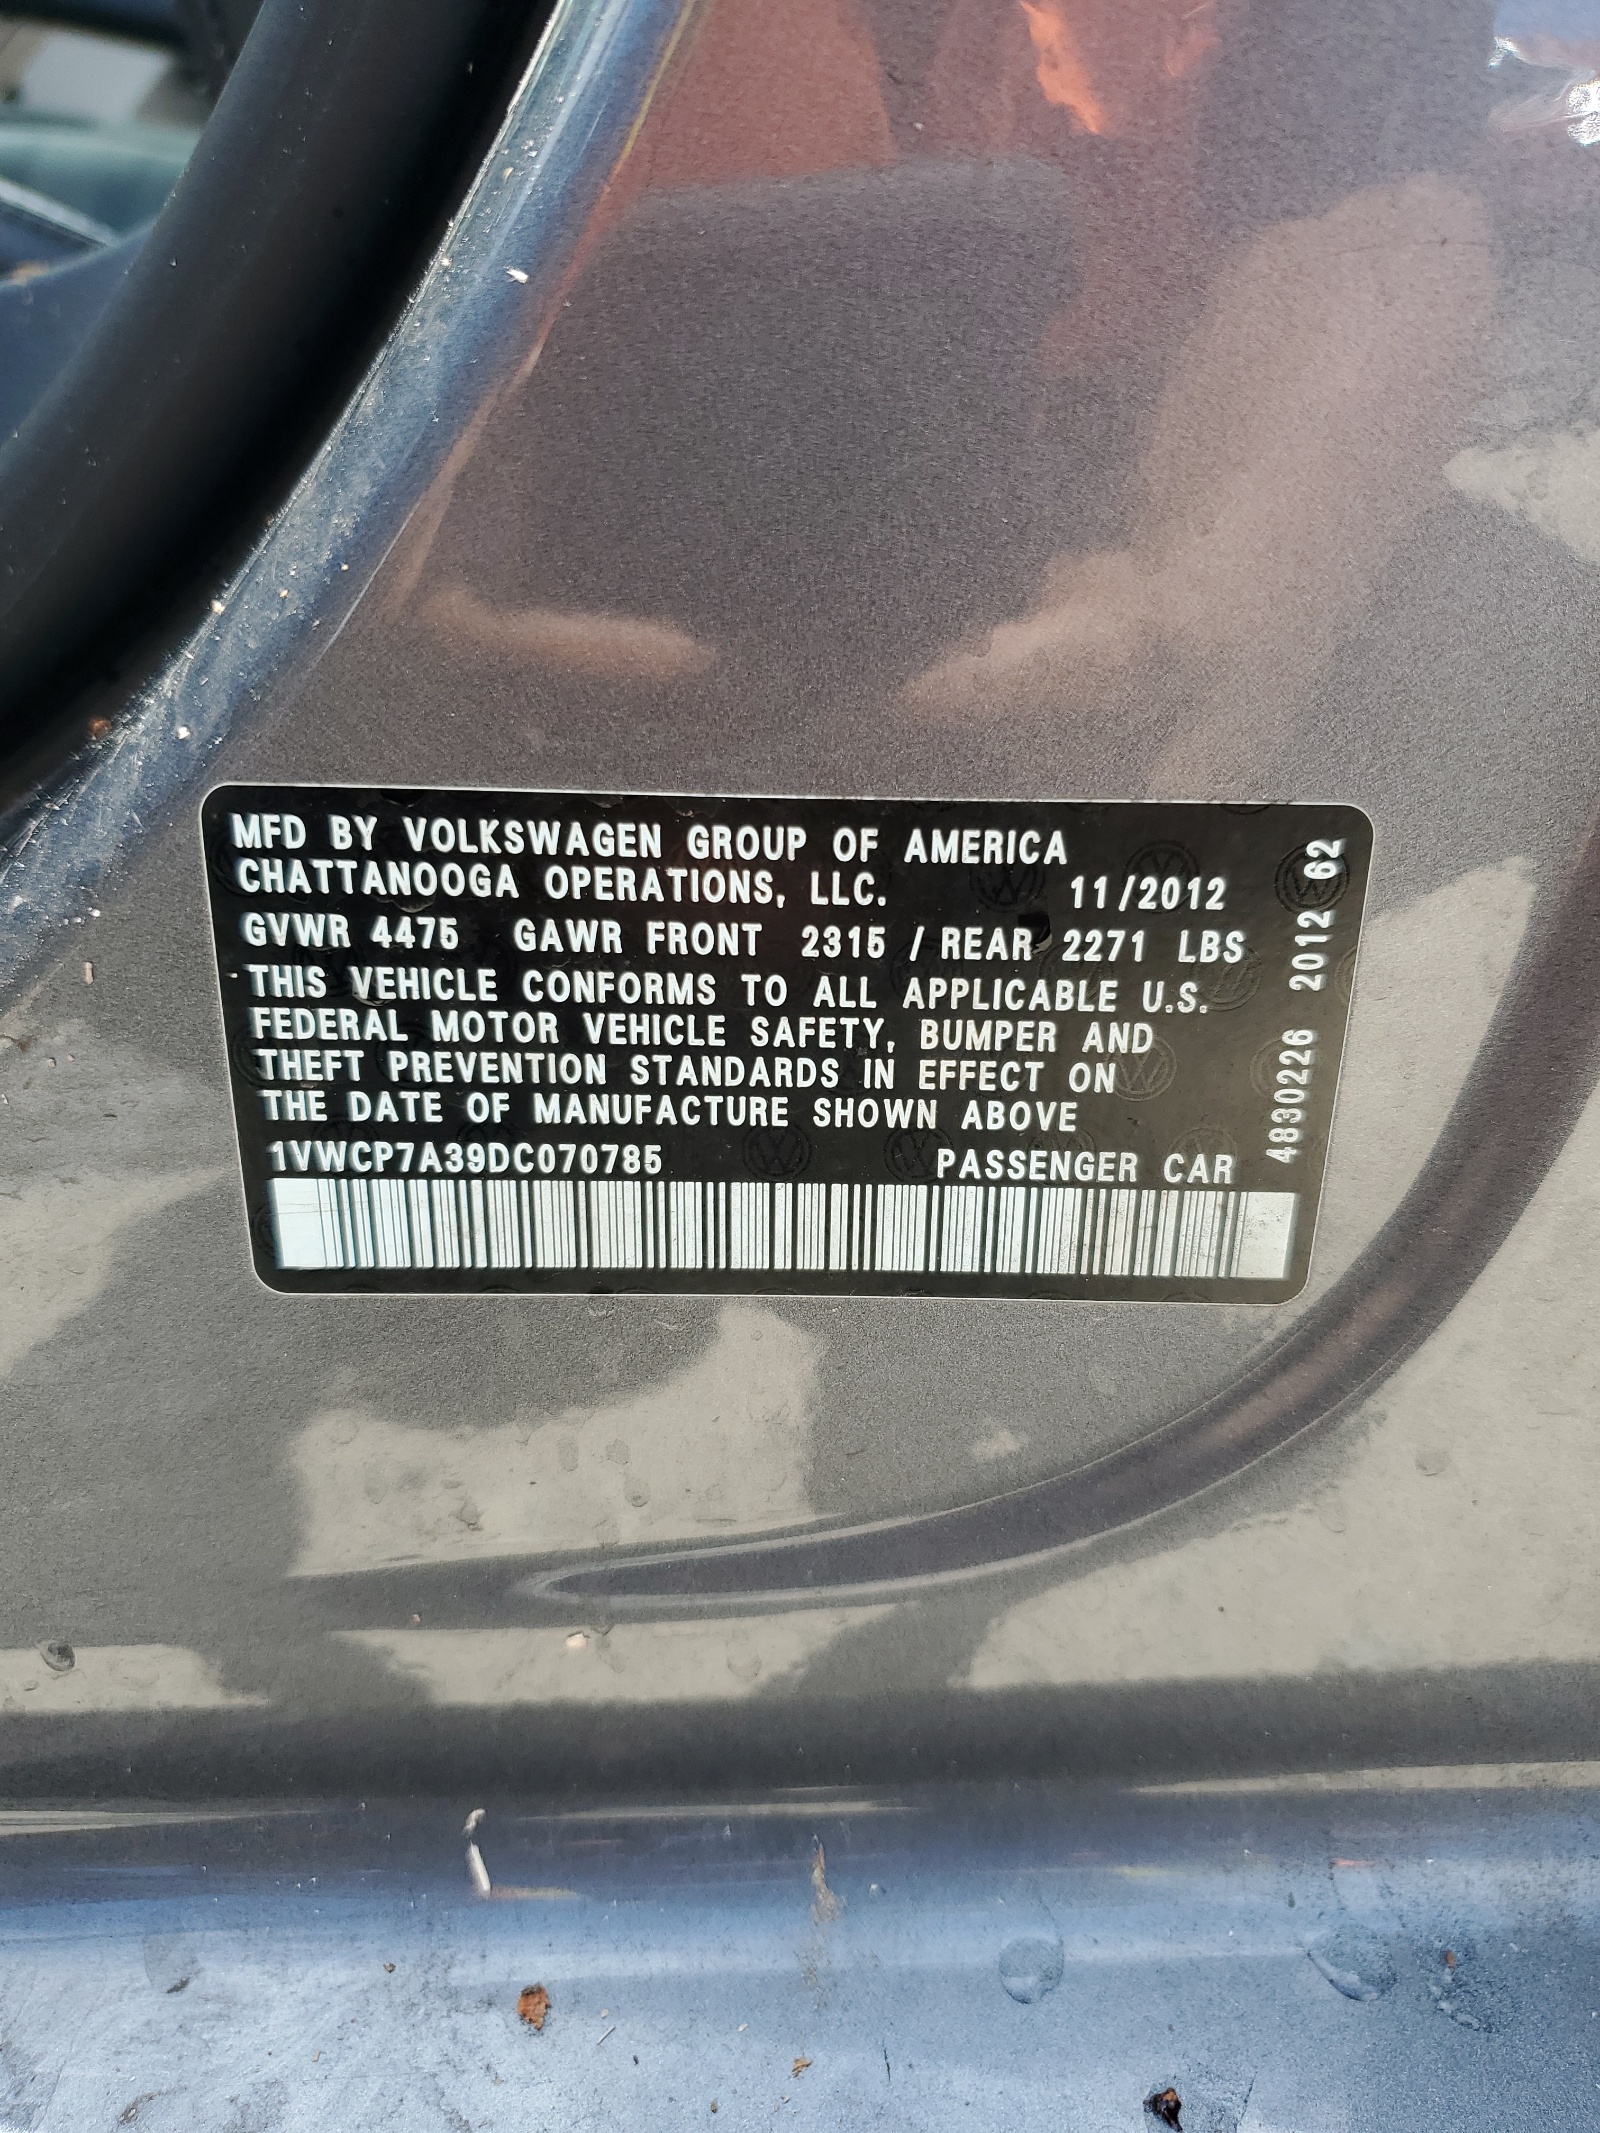 MFD BY VOLKSWAGEN GROUP OF AMERICA
CHATTANOOGA OPERATIONS, LLC. 11/2012
GVWR 4475 GAWR FRONT 2315 / REAR 2271 LBS
THIS VEHICLE CONFORMS TO ALL APPLICABLE U.S.
FEDERAL MOTOR VEHICLE SAFETY, BUMPER AND
THEFT PREVENTION STANDARDS IN EFFECT ON
THE DATE OF MANUFACTURE SHOWN ABOVE
1VWCP7A39DC070785 PASSENGER CAR
4830226 2012 62